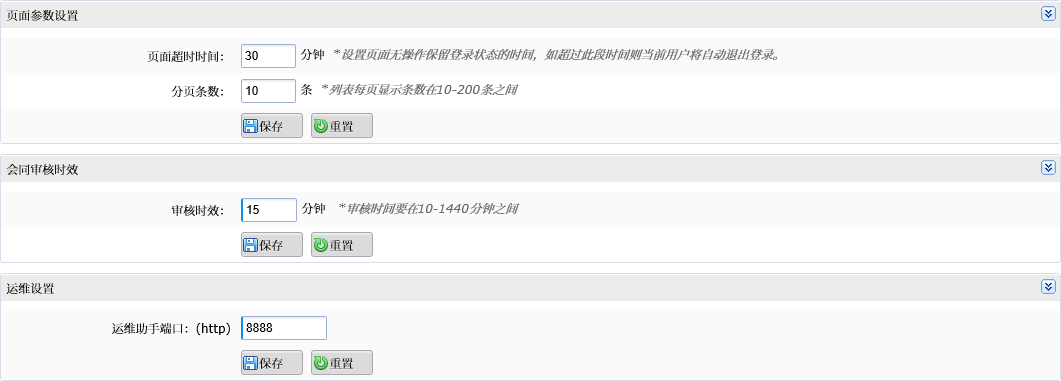 页面参数设置
页面超时时间： 30 分钟 *设置页面无操作保留登录状态的时间，如超过此段时间则当前用户将自动退出登录。
分页条数： 10 条 *列表每页显示条数在10-200条之间
保存 重置
会同审核时效
审核时效： 15 分钟 *审核时间要在10-1440分钟之间
保存 重置
运维设置
运维助手端口：(http) 8888
保存 重置